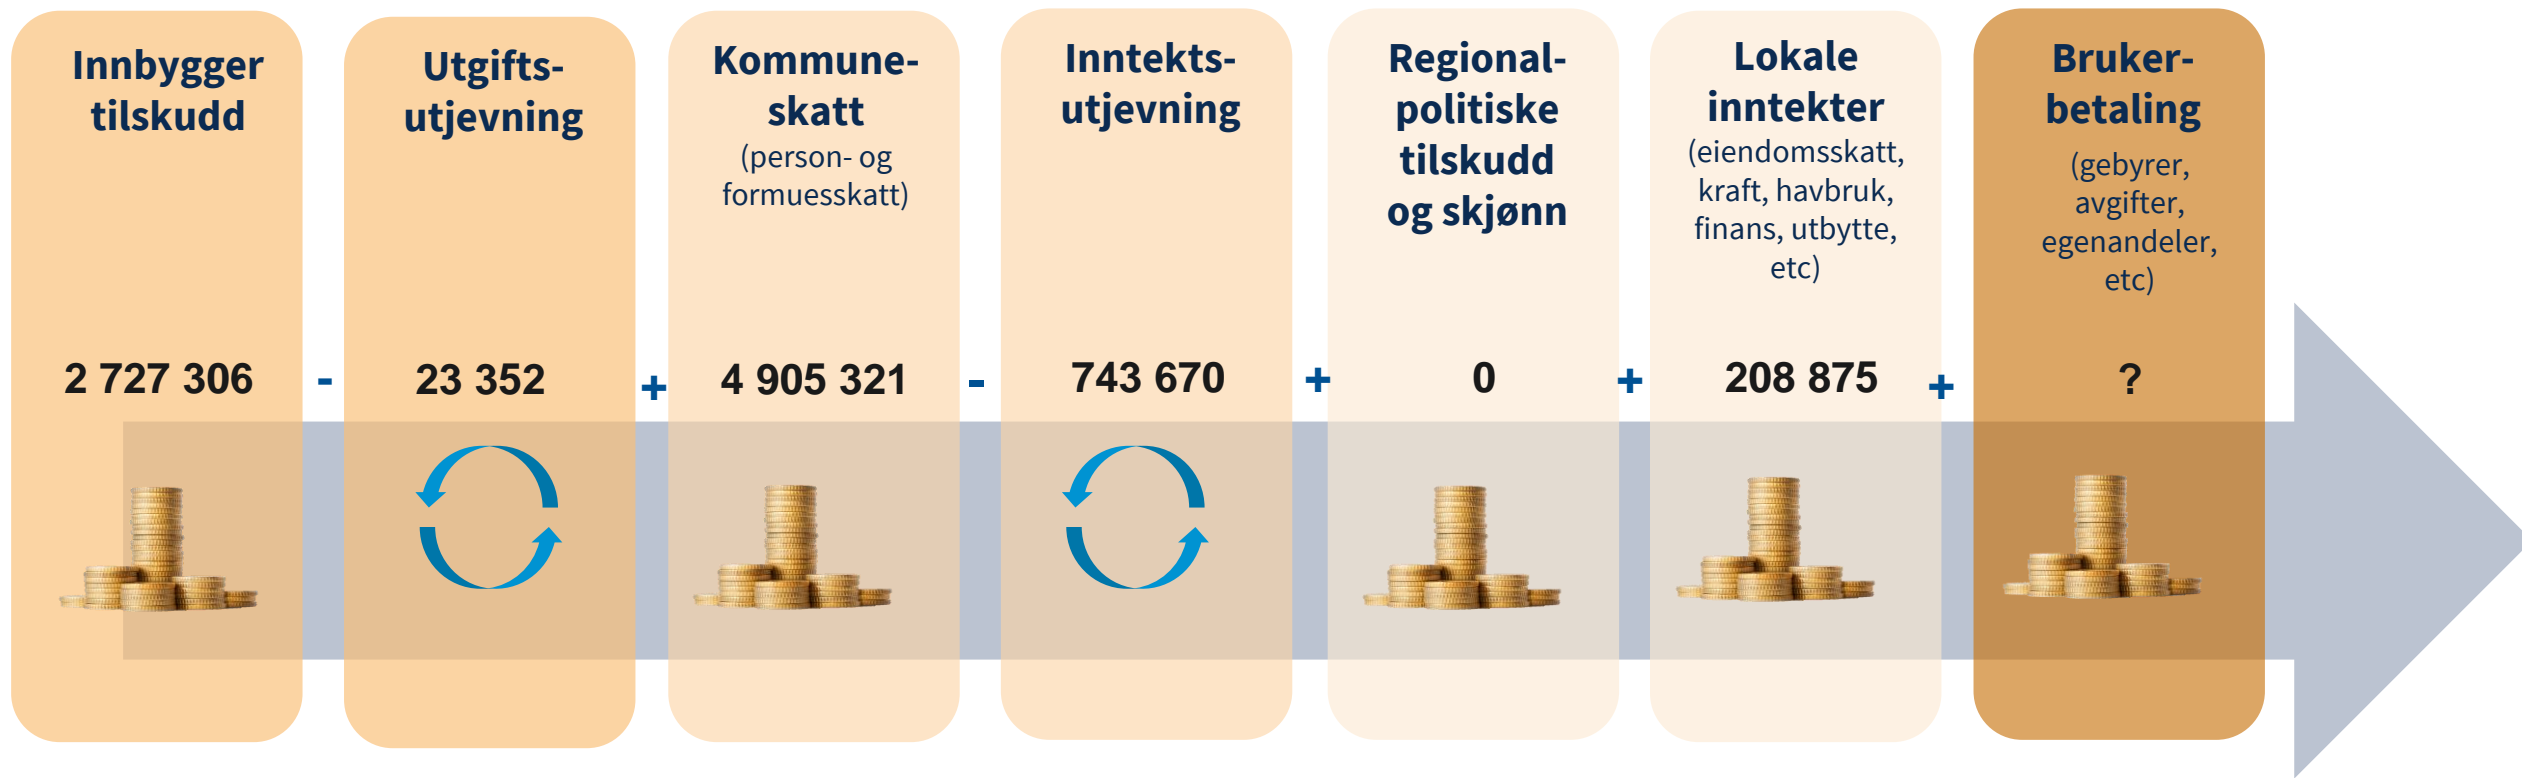 Innbygger
tilskudd
Utgifts-
utjevning
Kommune-
skatt
(person- og
formuesskatt)
Inntekts-
utjevning
Regional-
politiske
tilskudd
og skjønn
Lokale
inntekter
(eiendomsskatt,
kraft, havbruk,
finans, utbytte,
etc)
Bruker-
betaling
(gebyrer,
avgifter,
egenandeler,
etc)
2 727 306 - 23 352 + 4 905 321 - 743 670 + 0 + 208 875 + ?